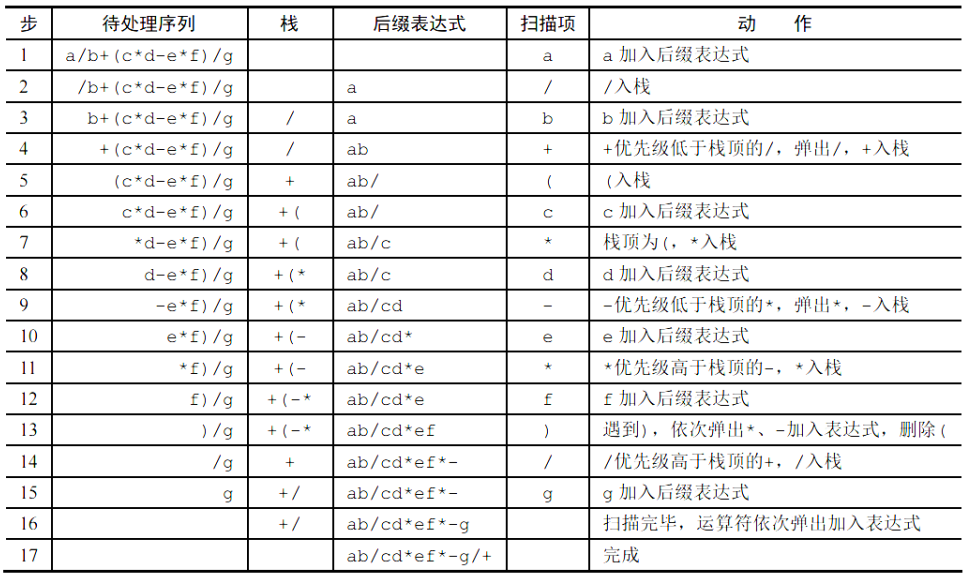 步 待处理序列 栈 后缀表达式 扫描项 动 作
1 a/b+(c*d-e*f)/g a a 加入后缀表达式
2 /b+(c*d-e*f)/g a / /入栈
3 b+(c*d-e*f)/g / a b b 加入后缀表达式
4 +(c*d-e*f)/g / ab + +优先级低于栈顶的/，弹出/，+入栈
5 (c*d-e*f)/g + ab/ ( (入栈
6 c*d-e*f)/g +( ab/ c c 加入后缀表达式
7 *d-e*f)/g +( ab/c * 栈顶为(，*入栈
8 d-e*f)/g +(* ab/c d d 加入后缀表达式
9 -e*f)/g +(* ab/cd - -优先级低于栈顶的*，弹出*，-入栈
10 e*f)/g +(- ab/cd* e e 加入后缀表达式
11 *f)/g +(- ab/cd*e * *优先级高于栈顶的-，*入栈
12 f)/g +(-* ab/cd*e f f 加入后缀表达式
13 )/g +(-* ab/cd*ef ) 遇到)，依次弹出*、-加入表达式，删除(
14 /g + ab/cd*ef*- / /优先级高于栈顶的+，/入栈
15 g +/ ab/cd*ef*- g g 加入后缀表达式
16 +/ ab/cd*ef*-g 扫描完毕，运算符依次弹出加入表达式
17 ab/cd*ef*-g/+ 完成